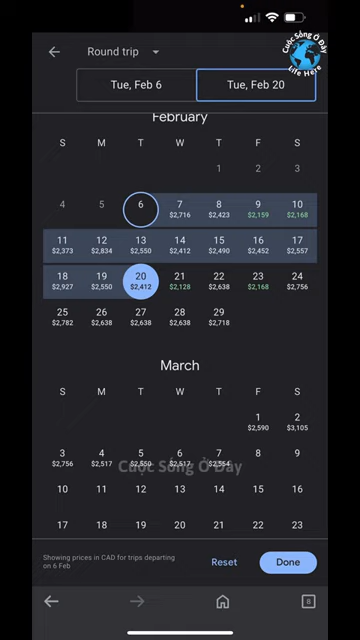 Cuộc Sống Ở Đây
Life Here
Round trip
Tue, Feb 6
Tue, Feb 20
February
S M T W T F S
1 2 3
4 5 6 7 8 9 10
$2,716 $2,423 $2,159 $2,168
11 12 13 14 15 16 17
$2,373 $2,834 $2,550 $2,412 $2,490 $2,452 $2,557
18 19 20 21 22 23 24
$2,927 $2,550 $2,412 $2,128 $2,638 $2,168 $2,756
25 26 27 28 29
$2,782 $2,638 $2,638 $2,638 $2,718
March
S M T W T F S
1 2
$2,590 $3,105
3 4 5 6 7 8 9
$2,756 $2,517 $2,550 $2,517 $2,564
Cuộc Sống Ở Đây
10 11 12 13 14 15 16
17 18 19 20 21 22 23
Showing prices in CAD for trips departing
on 6 Feb
Reset
Done
8